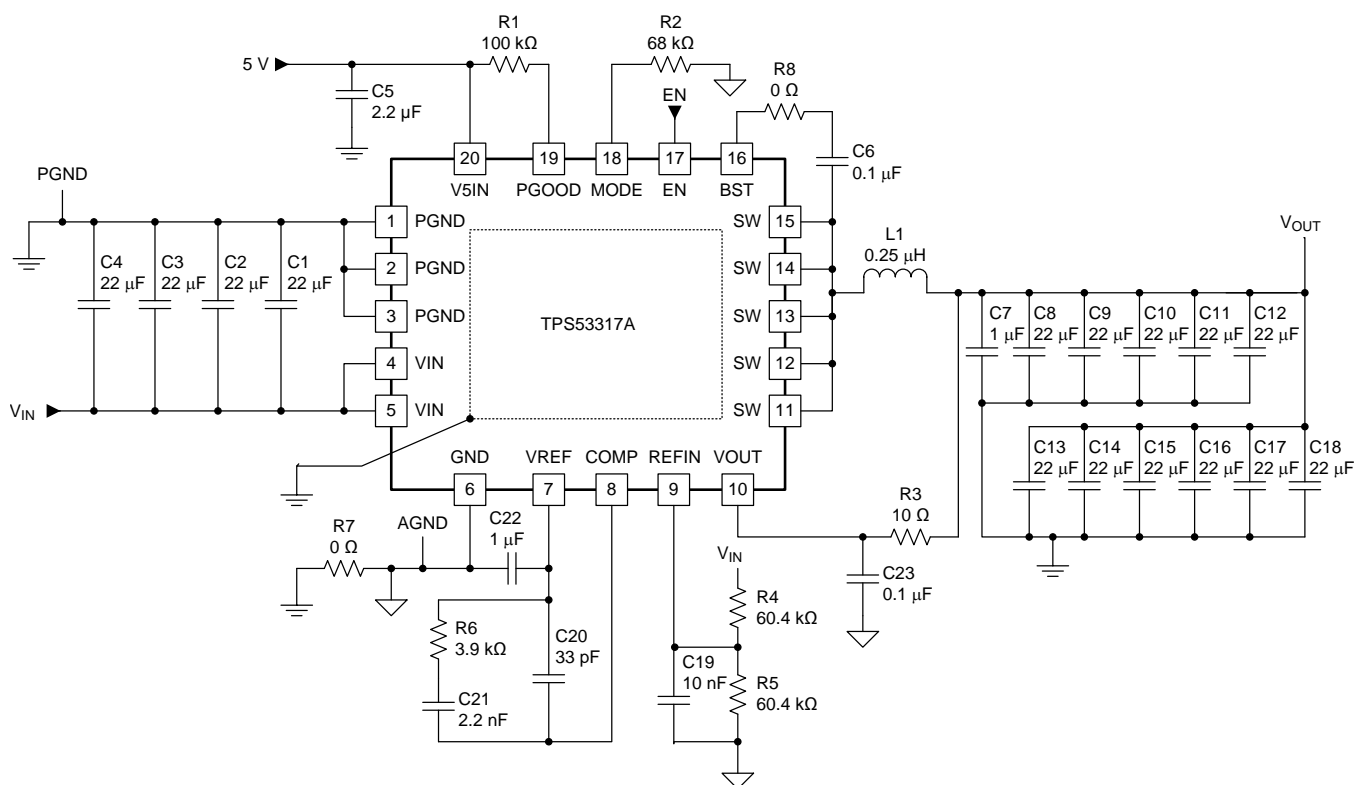 R1
100 kΩ
R2
68 kΩ
5 V
C5
2.2 µF
EN
R8
0 Ω
C6
0.1 µF
20
19
18
17
16
V5IN
PGOOD
MODE
EN
BST
PGND
1
PGND
2
PGND
3
PGND
4
VIN
5
VIN
C4
22 µF
C3
22 µF
C2
22 µF
C1
22 µF
VIN
TPS53317A
SW
15
SW
14
SW
13
SW
12
SW
11
L1
0.25 µH
VOUT
C7
1 µF
C8
22 µF
C9
22 µF
C10
22 µF
C11
22 µF
C12
22 µF
C13
22 µF
C14
22 µF
C15
22 µF
C16
22 µF
C17
22 µF
C18
22 µF
GND
VREF
COMP
REFIN
VOUT
6
7
8
9
10
R7
0 Ω
AGND
C22
1 µF
R3
10 Ω
C23
0.1 µF
VIN
R4
60.4 kΩ
R6
3.9 kΩ
C20
33 pF
C21
2.2 nF
C19
10 nF
R5
60.4 kΩ